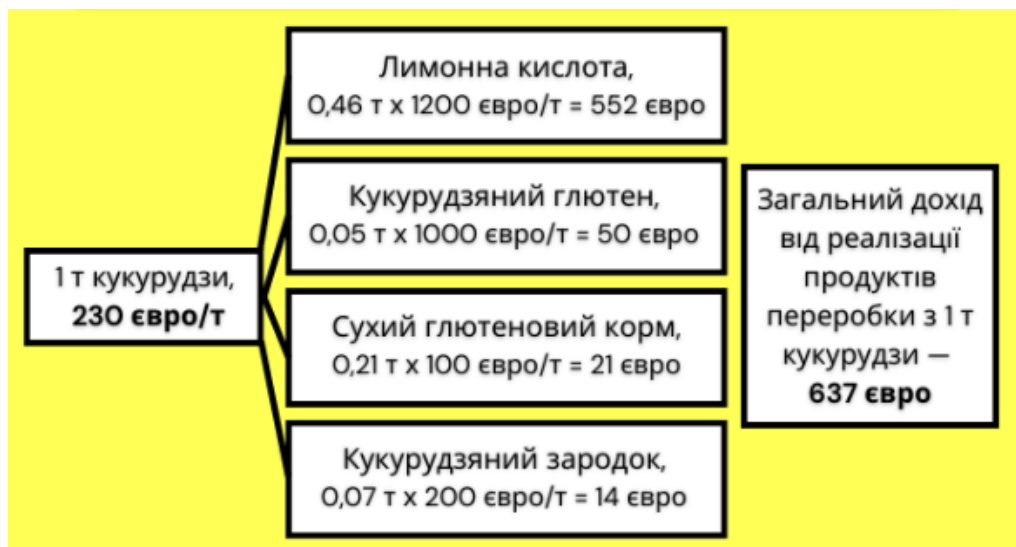 1 т кукурудзи,
230 євро/т
Лимонна кислота,
0,46 т х 1200 євро/т = 552 євро
Кукурудзяний глютен,
0,05 т х 1000 євро/т = 50 євро
Сухий глютеновий корм,
0,21 т х 100 євро/т = 21 євро
Кукурудзяний зародок,
0,07 т х 200 євро/т = 14 євро
Загальний дохід
від реалізації
продуктів
переробки з 1 т
кукурудзи —
637 євро